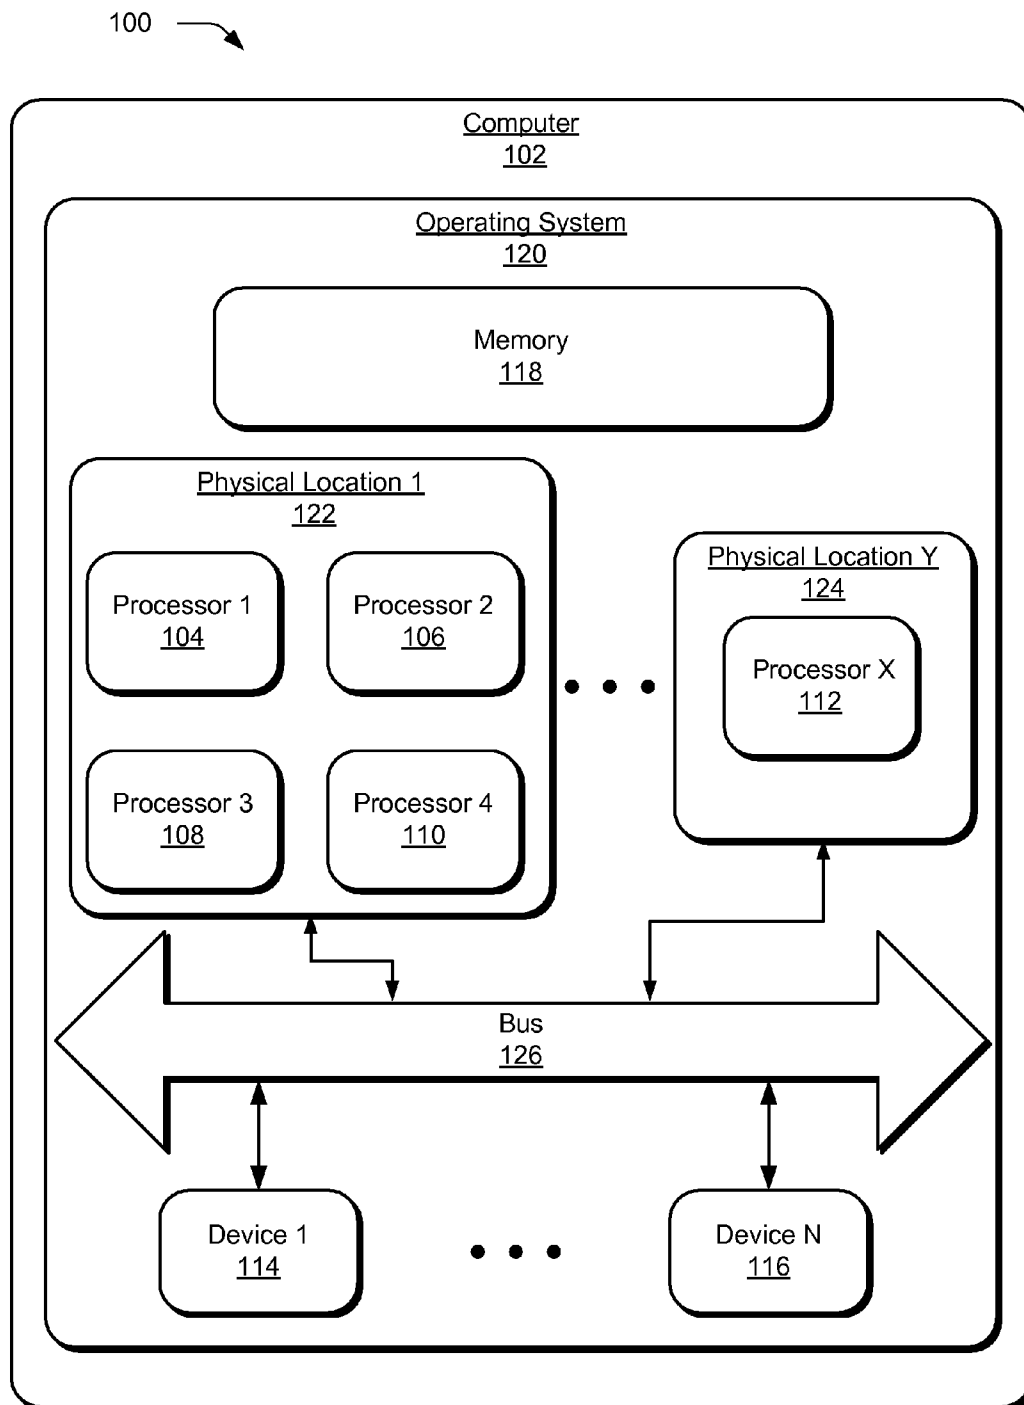 100
Computer
102
Operating System
120
Memory
118
Physical Location 1
122
Processor 1
104
Processor 2
106
Processor 3
108
Processor 4
110
Physical Location Y
124
Processor X
112
Bus
126
Device 1
114
Device N
116